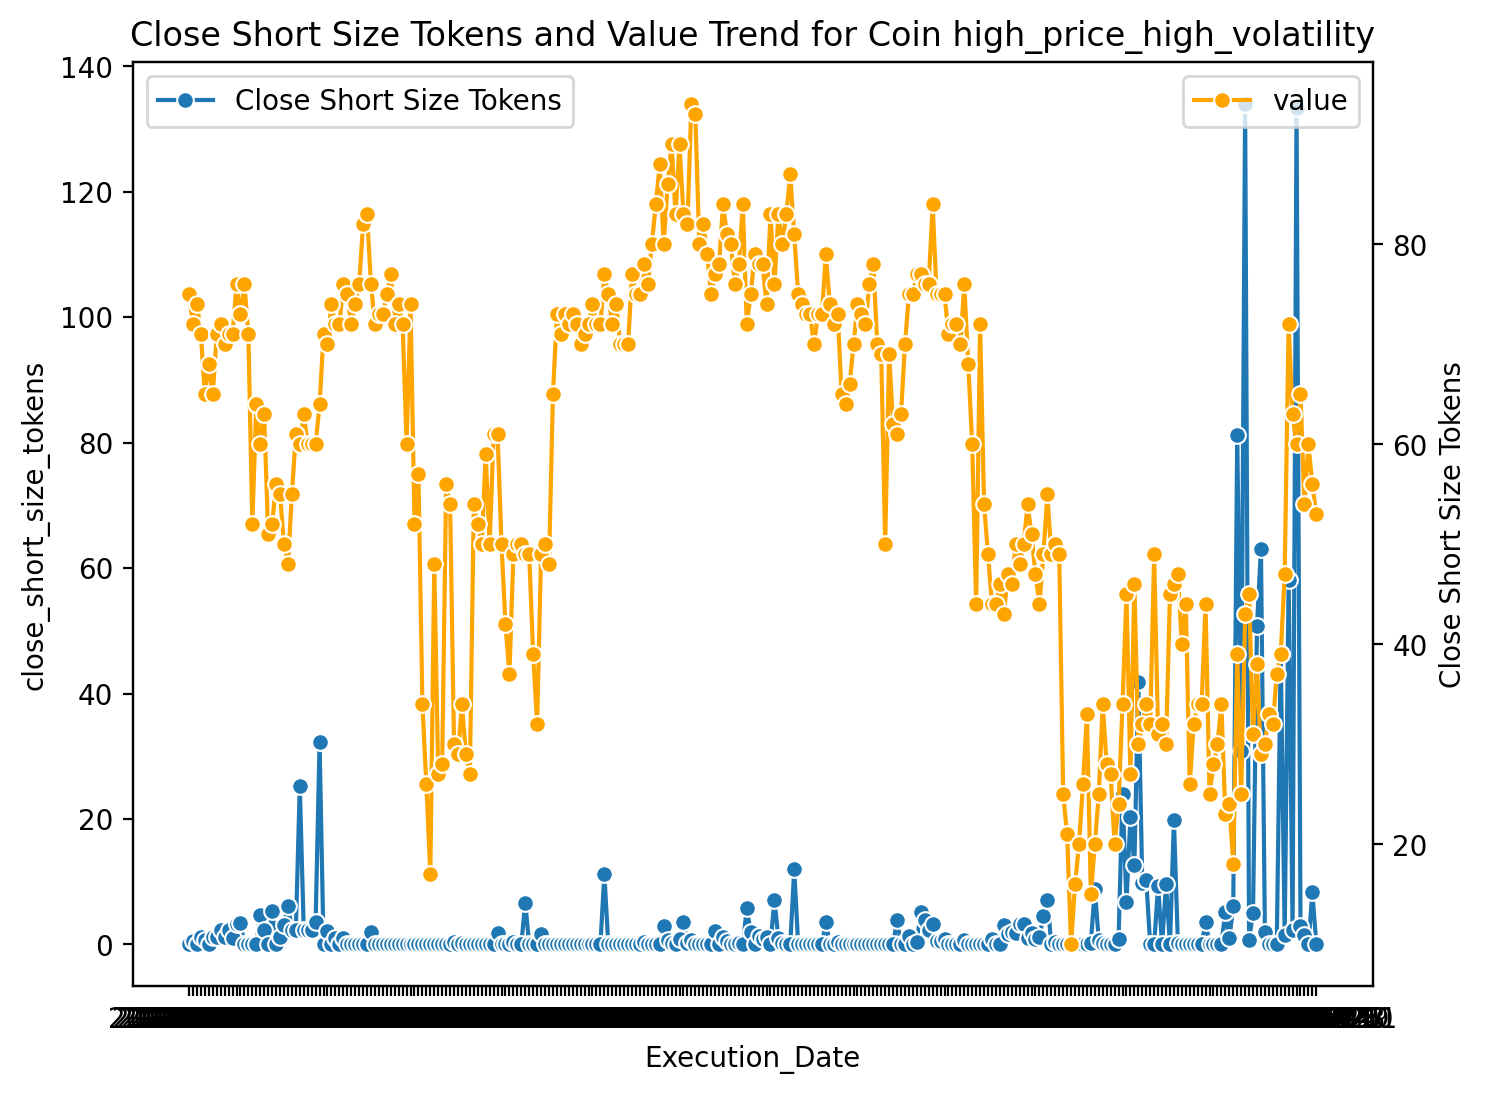 Close Short Size Tokens and Value Trend for Coin high_price_high_volatility
Close Short Size Tokens
value
140
120
100
80
60
40
20
0
close_short_size_tokens
80
60
40
20
Close Short Size Tokens
Execution_Date